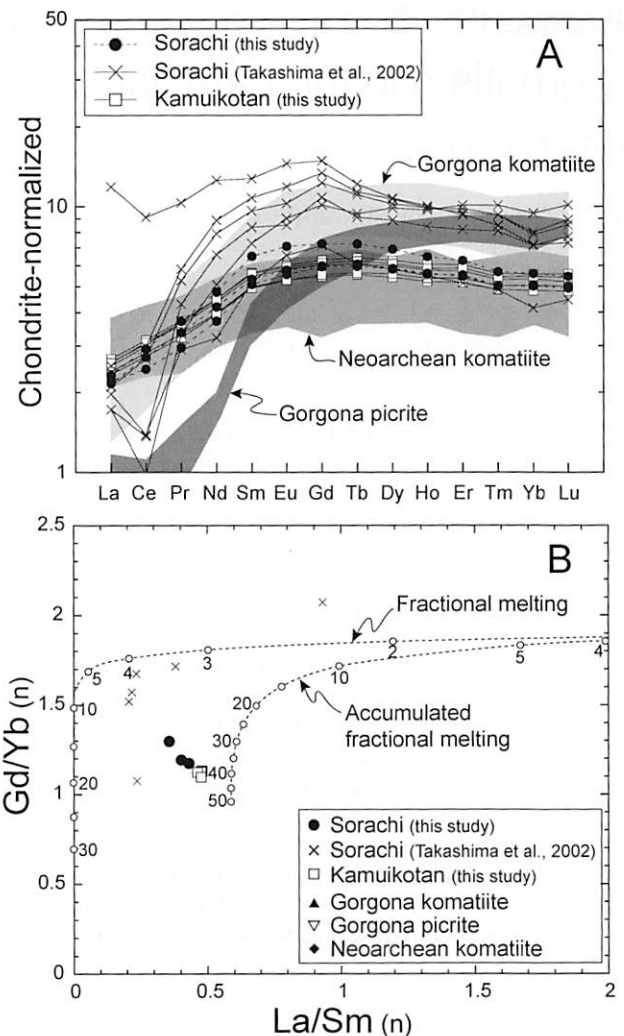 50
A
Sorachi (this study)
Sorachi (Takashima et al., 2002)
Kamuikotan (this study)
Chondrite-normalized
Gorgona komatiite
10
Neoarchean komatiite
Gorgona picrite
1
La Ce Pr Nd Sm Eu Gd Tb Dy Ho Er Tm Yb Lu
2.5
B
2
Fractional melting
5 4 3 2 5 4
10
10
1.5
20
Accumulated
fractional melting
30
Gd/Yb (n)
40
20
1
50
Sorachi (this study)
Sorachi (Takashima et al., 2002)
30
Kamuikotan (this study)
0.5
Gorgona komatiite
Gorgona picrite
Neoarchean komatiite
0
0 0.5 1 1.5 2
La/Sm (n)